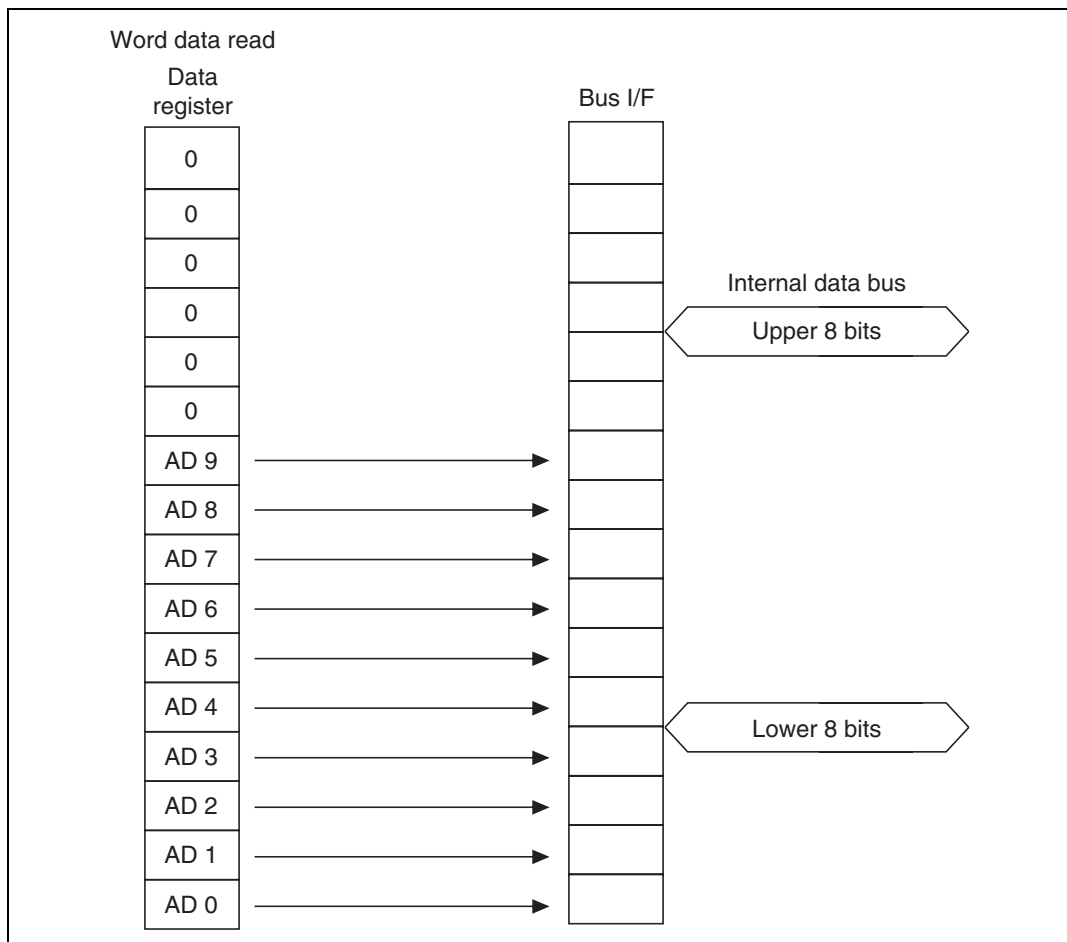 Word data read
Data
register
Bus I/F
0
0
0
0
0
0
AD 9
AD 8
AD 7
AD 6
AD 5
AD 4
AD 3
AD 2
AD 1
AD 0
Internal data bus
Upper 8 bits
Lower 8 bits